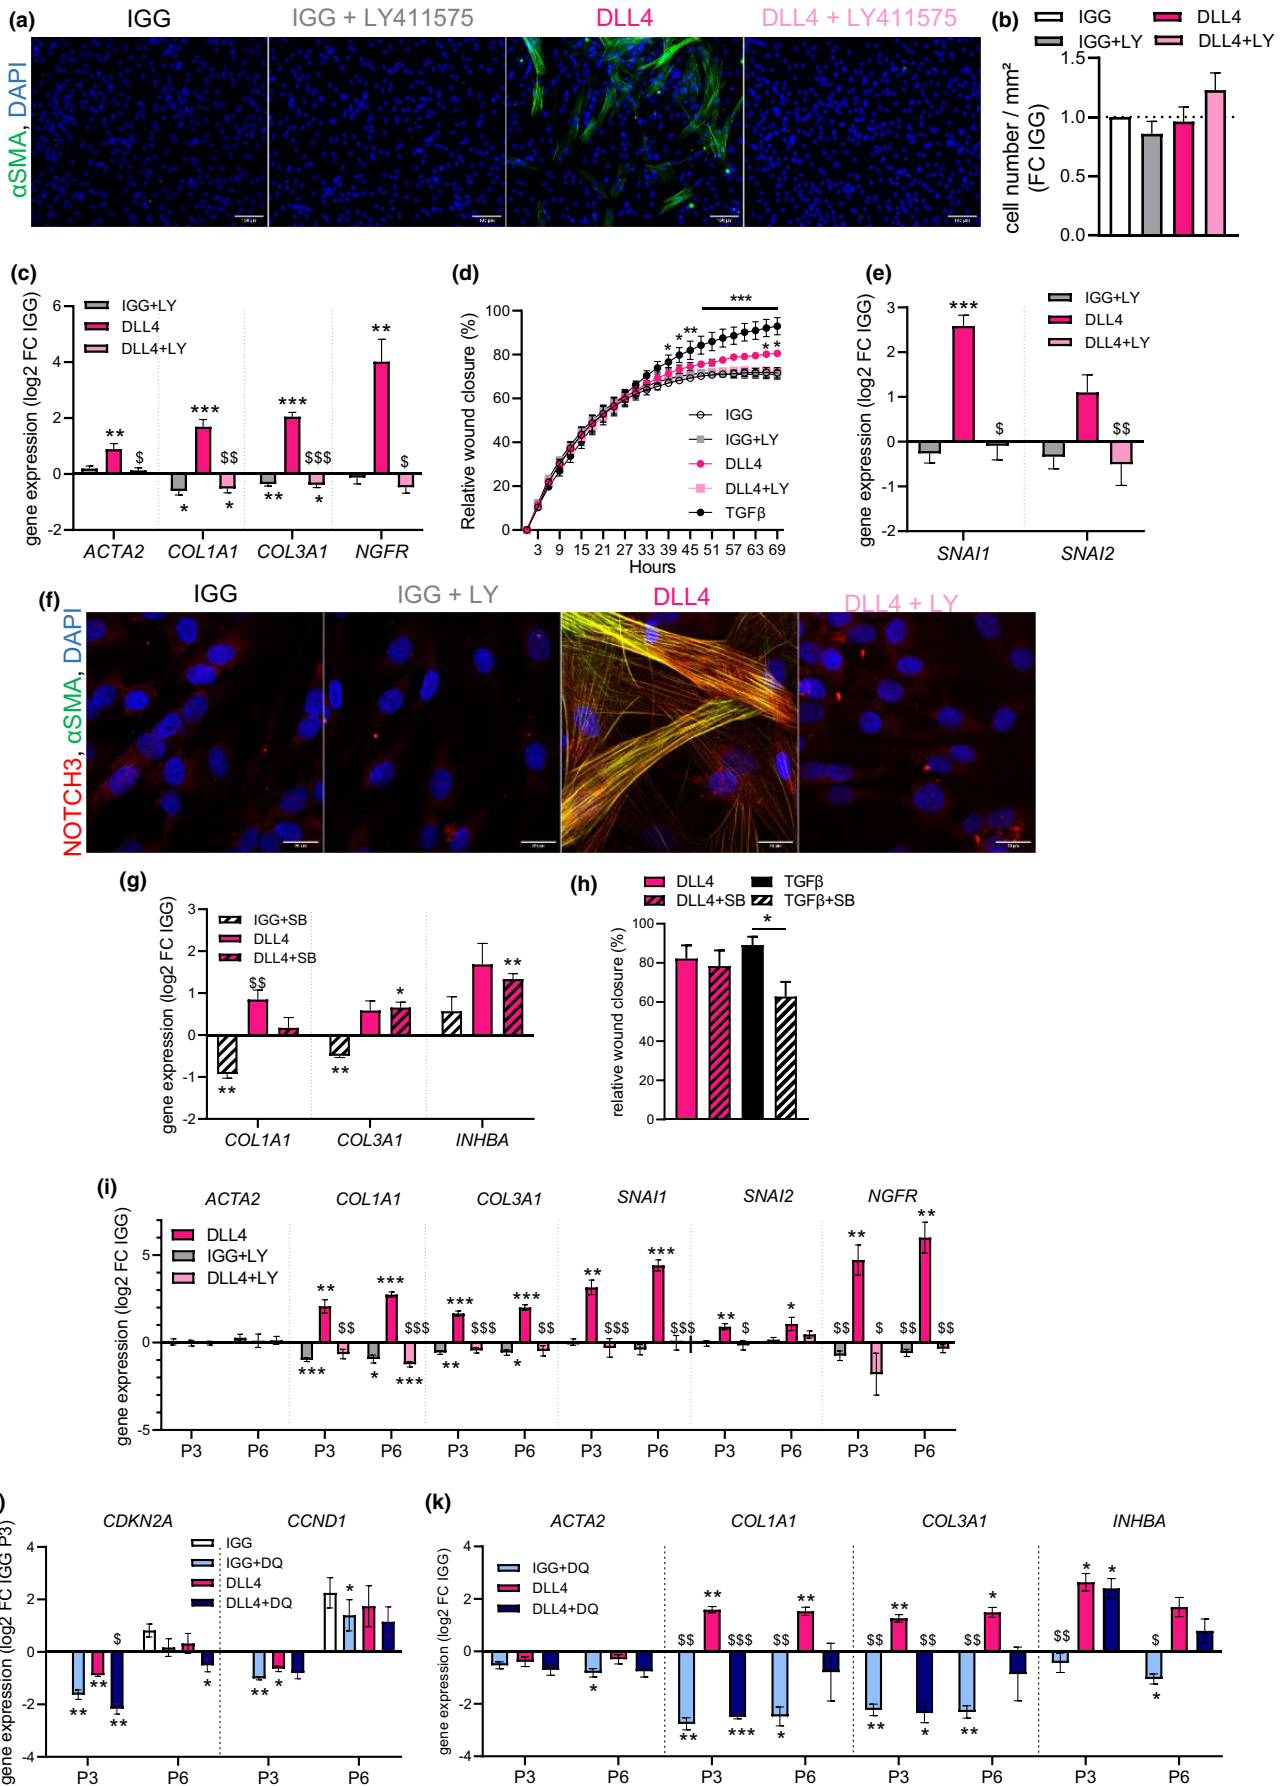 (a)
IGG
IGG + LY411575
DLL4
DLL4 + LY411575
αSMA, DAPI
(b)
IGG
DLL4
IGG+LY
DLL4+LY
cell number / mm²
(FC IGG)
1.5
1.0
0.5
0.0
(c)
IGG+LY
DLL4
DLL4+LY
gene expression (log2 FC IGG)
6
4
2
0
-2
** $ *** $$ *** $$$ ** $
* * ** *
ACTA2 COL1A1 COL3A1 NGFR
(d)
Relative wound closure (%)
100
80
60
40
20
0
***
* * **
* *
IGG
IGG+LY
DLL4
DLL4+LY
TGFβ
3 9 15 21 27 33 39 45 51 57 63 69
Hours
(e)
IGG+LY
DLL4
DLL4+LY
gene expression (log2 FC IGG)
3
2
1
0
-1
-2
*** $ $$
SNAI1 SNAI2
(f)
IGG
IGG + LY
DLL4
DLL4 + LY
NOTCH3, αSMA, DAPI
(g)
IGG+SB
DLL4
DLL4+SB
gene expression (log2 FC IGG)
3
2
1
0
-1
-2
$$ * **
** **
COL1A1 COL3A1 INHBA
(h)
DLL4
TGFβ
DLL4+SB
TGFβ+SB
relative wound closure (%)
100
80
60
40
20
0
*
(i)
ACTA2 COL1A1 COL3A1 SNAI1 SNAI2 NGFR
DLL4
IGG+LY
DLL4+LY
gene expression (log2 FC IGG)
5
0
-5
** $$ *** $$$ *** $$$ *** $$ ** $$$ *** $$$ ** * $$ ** $ $$ ** $$
*** * *** ** *
P3 P6 P3 P6 P3 P6 P3 P6 P3 P6 P3 P6
)
CDKN2A CCND1
IGG
IGG+DQ
DLL4
DLL4+DQ
gene expression (log2 FC IGG P3)
4
2
0
-2
-4
$ *
** ** ** * ** *
P3 P6 P3 P6
(k)
ACTA2 COL1A1 COL3A1 INHBA
IGG+DQ
DLL4
DLL4+DQ
gene expression (log2 FC IGG)
4
2
0
-2
-4
$$ ** $$$ $$ ** $$ ** $$ $$ * $$ * * $
* ** *** * ** * ** *
P3 P6 P3 P6 P3 P6 P3 P6